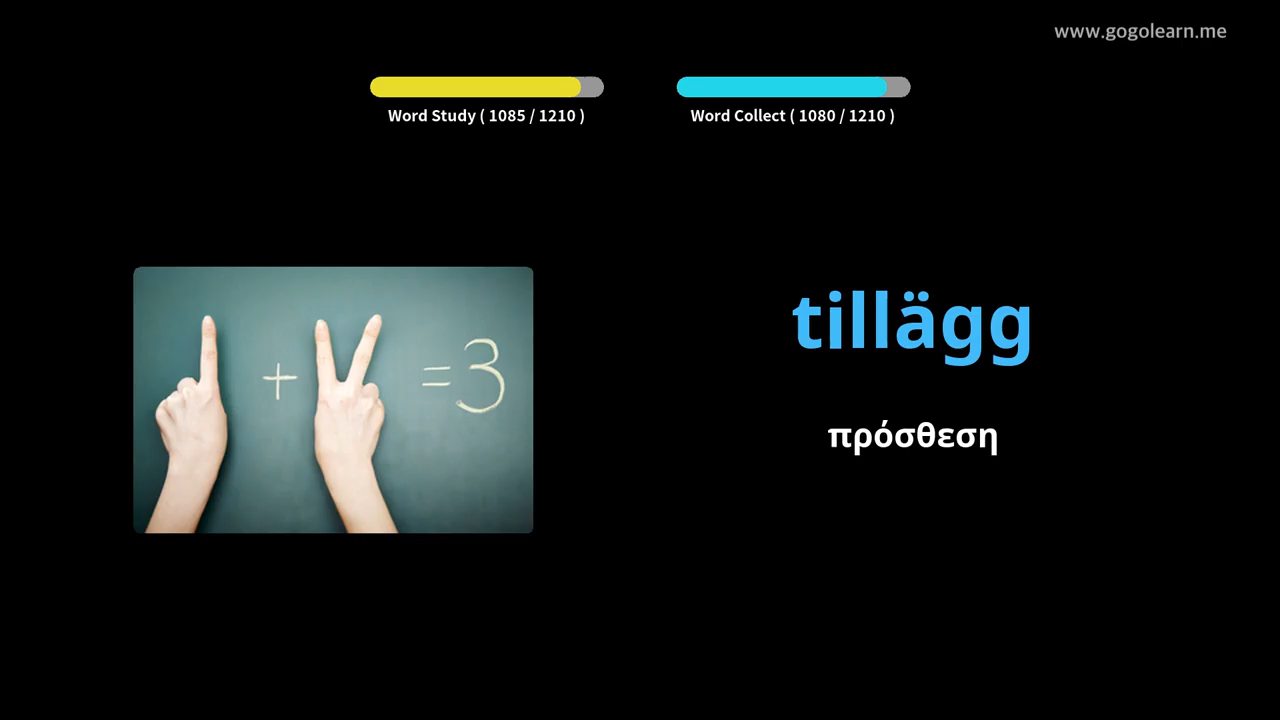 www.gogolearn.me
Word Study ( 1085 / 1210 )
Word Collect ( 1080 / 1210 )
+ = 3
tillägg
πρόσθεση